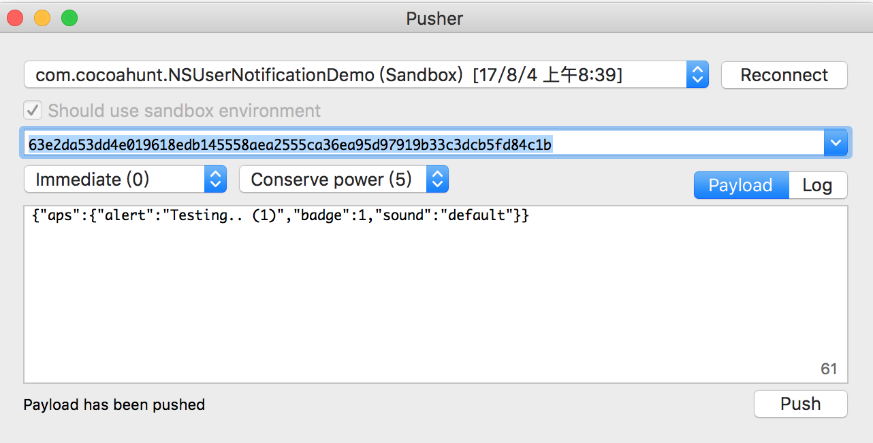 Pusher
com.cocoahunt.NSUserNotificationDemo (Sandbox) [17/8/4 上午8:39]
Reconnect
Should use sandbox environment
63e2da53dd4e019618edb145558aea2555ca36ea95d97919b33c3dcb5fd84c1b
Immediate (0)
Conserve power (5)
Payload
Log
{"aps":{"alert":"Testing.. (1)","badge":1,"sound":"default"}}
61
Payload has been pushed
Push